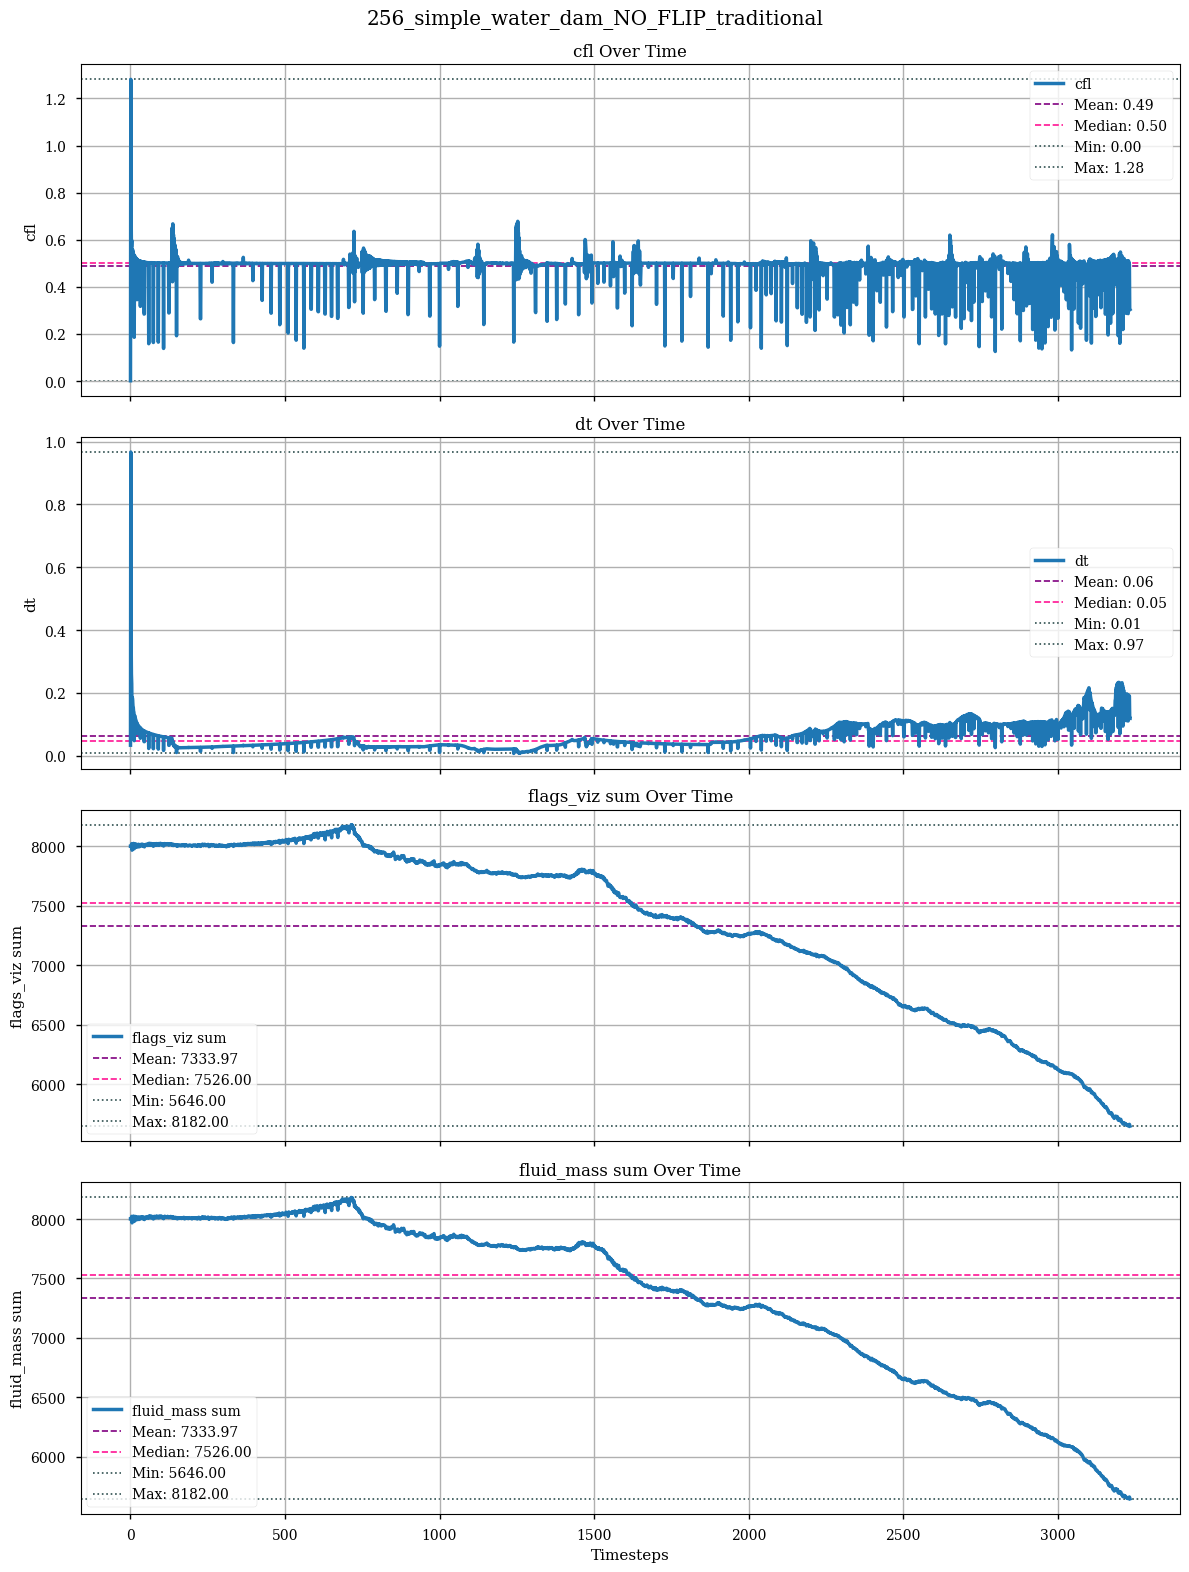 256_simple_water_dam_NO_FLIP_traditional
cfl Over Time
1.2
1.0
0.8
0.6
0.4
0.2
0.0
cfl
cfl
Mean: 0.49
Median: 0.50
Min: 0.00
Max: 1.28
dt Over Time
1.0
0.8
0.6
0.4
0.2
0.0
dt
dt
Mean: 0.06
Median: 0.05
Min: 0.01
Max: 0.97
flags_viz sum Over Time
8000
7500
7000
6500
6000
flags_viz sum
flags_viz sum
Mean: 7333.97
Median: 7526.00
Min: 5646.00
Max: 8182.00
fluid_mass sum Over Time
8000
7500
7000
6500
6000
fluid_mass sum
fluid_mass sum
Mean: 7333.97
Median: 7526.00
Min: 5646.00
Max: 8182.00
0 500 1000 1500 2000 2500 3000
Timesteps